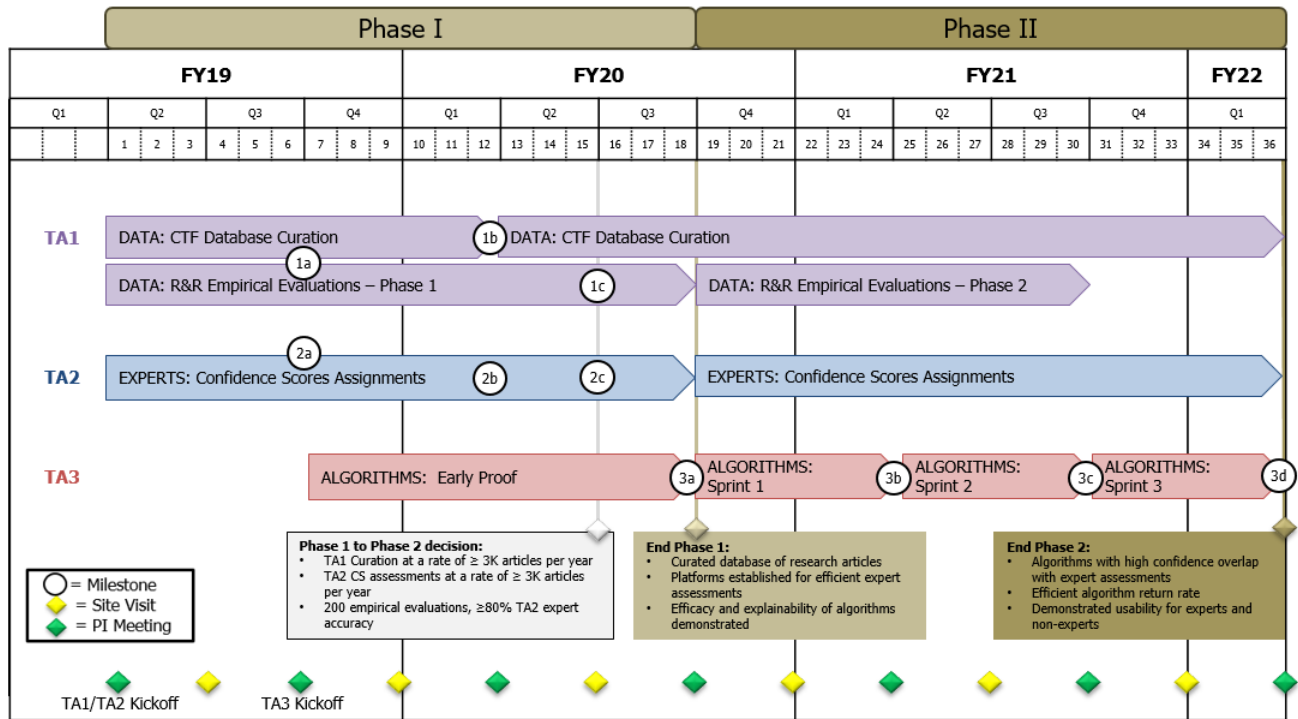 Phase I
Phase II
FY19
FY20
FY21
FY22
Q1
Q2
Q3
Q4
Q1
Q2
Q3
Q4
Q1
Q2
Q3
Q4
Q1
1
2
3
4
5
6
7
8
9
10
11
12
13
14
15
16
17
18
19
20
21
22
23
24
25
26
27
28
29
30
31
32
33
34
35
36
TA1
DATA: CTF Database Curation
1b
DATA: CTF Database Curation
1a
DATA: R&R Empirical Evaluations – Phase 1
1c
DATA: R&R Empirical Evaluations – Phase 2
2a
TA2
EXPERTS: Confidence Scores Assignments
2b
2c
EXPERTS: Confidence Scores Assignments
TA3
ALGORITHMS: Early Proof
3a
ALGORITHMS:
Sprint 1
3b
ALGORITHMS:
Sprint 2
3c
ALGORITHMS:
Sprint 3
3d
Phase 1 to Phase 2 decision:
• TA1 Curation at a rate of ≥ 3K articles per year
• TA2 CS assessments at a rate of ≥ 3K articles
per year
• 200 empirical evaluations, ≥80% TA2 expert
accuracy
End Phase 1:
• Curated database of research articles
• Platforms established for efficient expert
assessments
• Efficacy and explainability of algorithms
demonstrated
End Phase 2:
• Algorithms with high confidence overlap
with expert assessments
• Efficient algorithm return rate
• Demonstrated usability for experts and
non-experts
= Milestone
= Site Visit
= PI Meeting
TA1/TA2 Kickoff
TA3 Kickoff